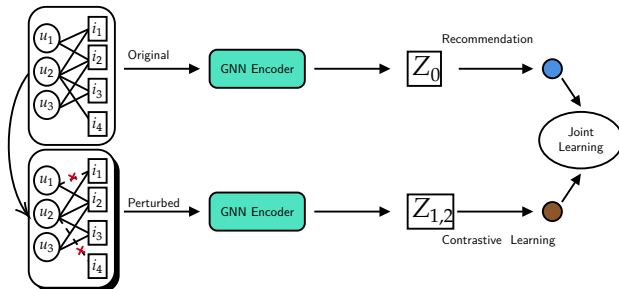 u1
u2
u3
i1
i2
i3
i4
Original
GNN Encoder
Z0
Recommendation
Joint
Learning
u1
u2
u3
i1
i2
i3
i4
Perturbed
GNN Encoder
Z1,2
Contrastive Learning